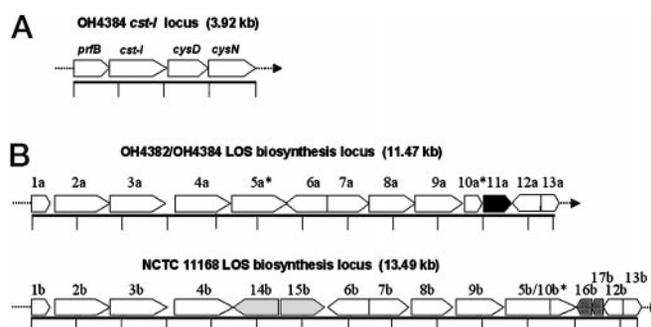 A
OH4384 cst-I locus (3.92 kb)
prfB cst-I cysD cysN
B
OH4382/OH4384 LOS biosynthesis locus (11.47 kb)
1a 2a 3a 4a 5a* 6a 7a 8a 9a 10a* 11a 12a 13a
NCTC 11168 LOS biosynthesis locus (13.49 kb)
1b 2b 3b 4b 14b 15b 6b 7b 8b 9b 5b/10b* 16b 17b 12b 13b